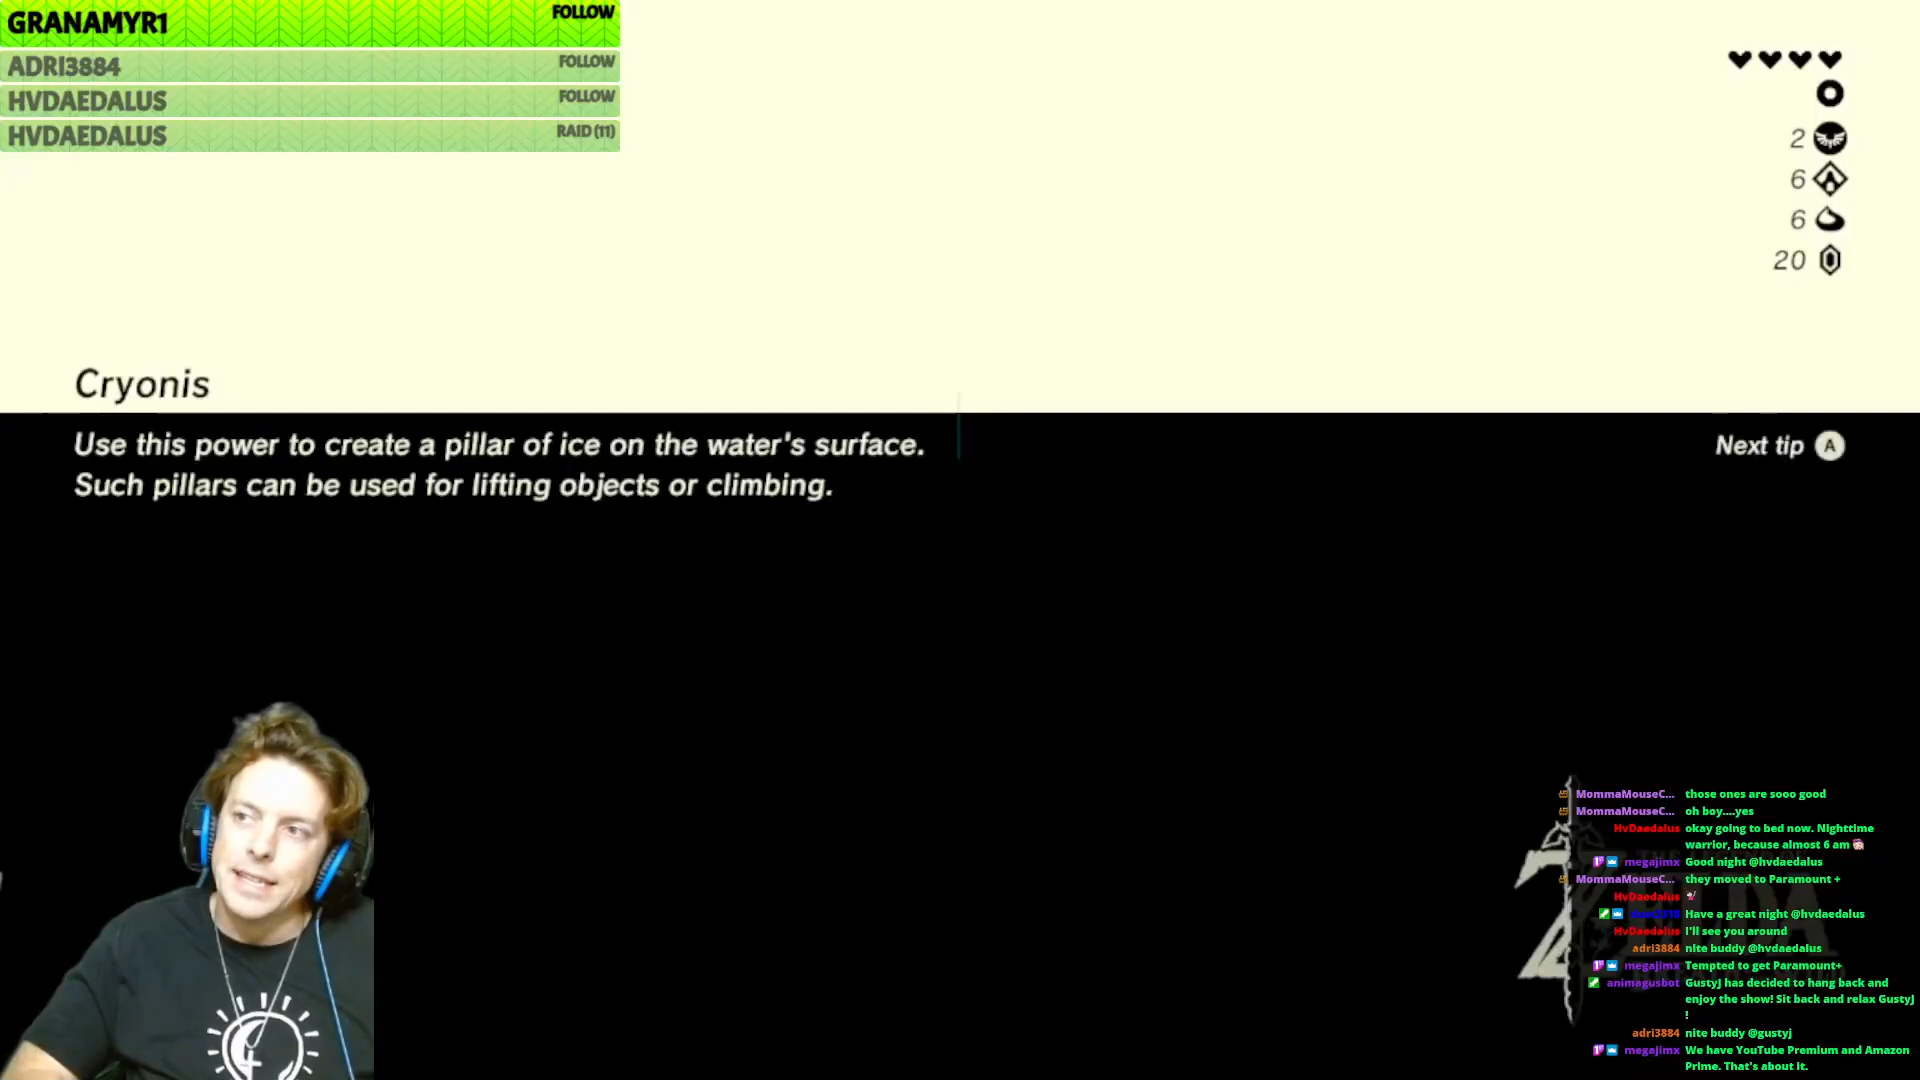 GRANAMYR1 FOLLOW
ADRI3884 FOLLOW
HVDAEDALUS FOLLOW
HVDAEDALUS RAID (11)
2
6
6
20
Cryonis
Use this power to create a pillar of ice on the water's surface.
Such pillars can be used for lifting objects or climbing.
Next tip A
MommaMouseC... those ones are sooo good
MommaMouseC... oh boy....yes
HvDaedalus okay going to bed now. Nighttime
warrior, because almost 6 am
megajimx Good night @hvdaedalus
MommaMouseC... they moved to Paramount +
HvDaedalus
Have a great night @hvdaedalus
HvDaedalus I'll see you around
adri3884 nite buddy @hvdaedalus
megajimx Tempted to get Paramount+
animagusbot GustyJ has decided to hang back and
enjoy the show! Sit back and relax GustyJ
!
adri3884 nite buddy @gustyj
megajimx We have YouTube Premium and Amazon
Prime. That's about it.